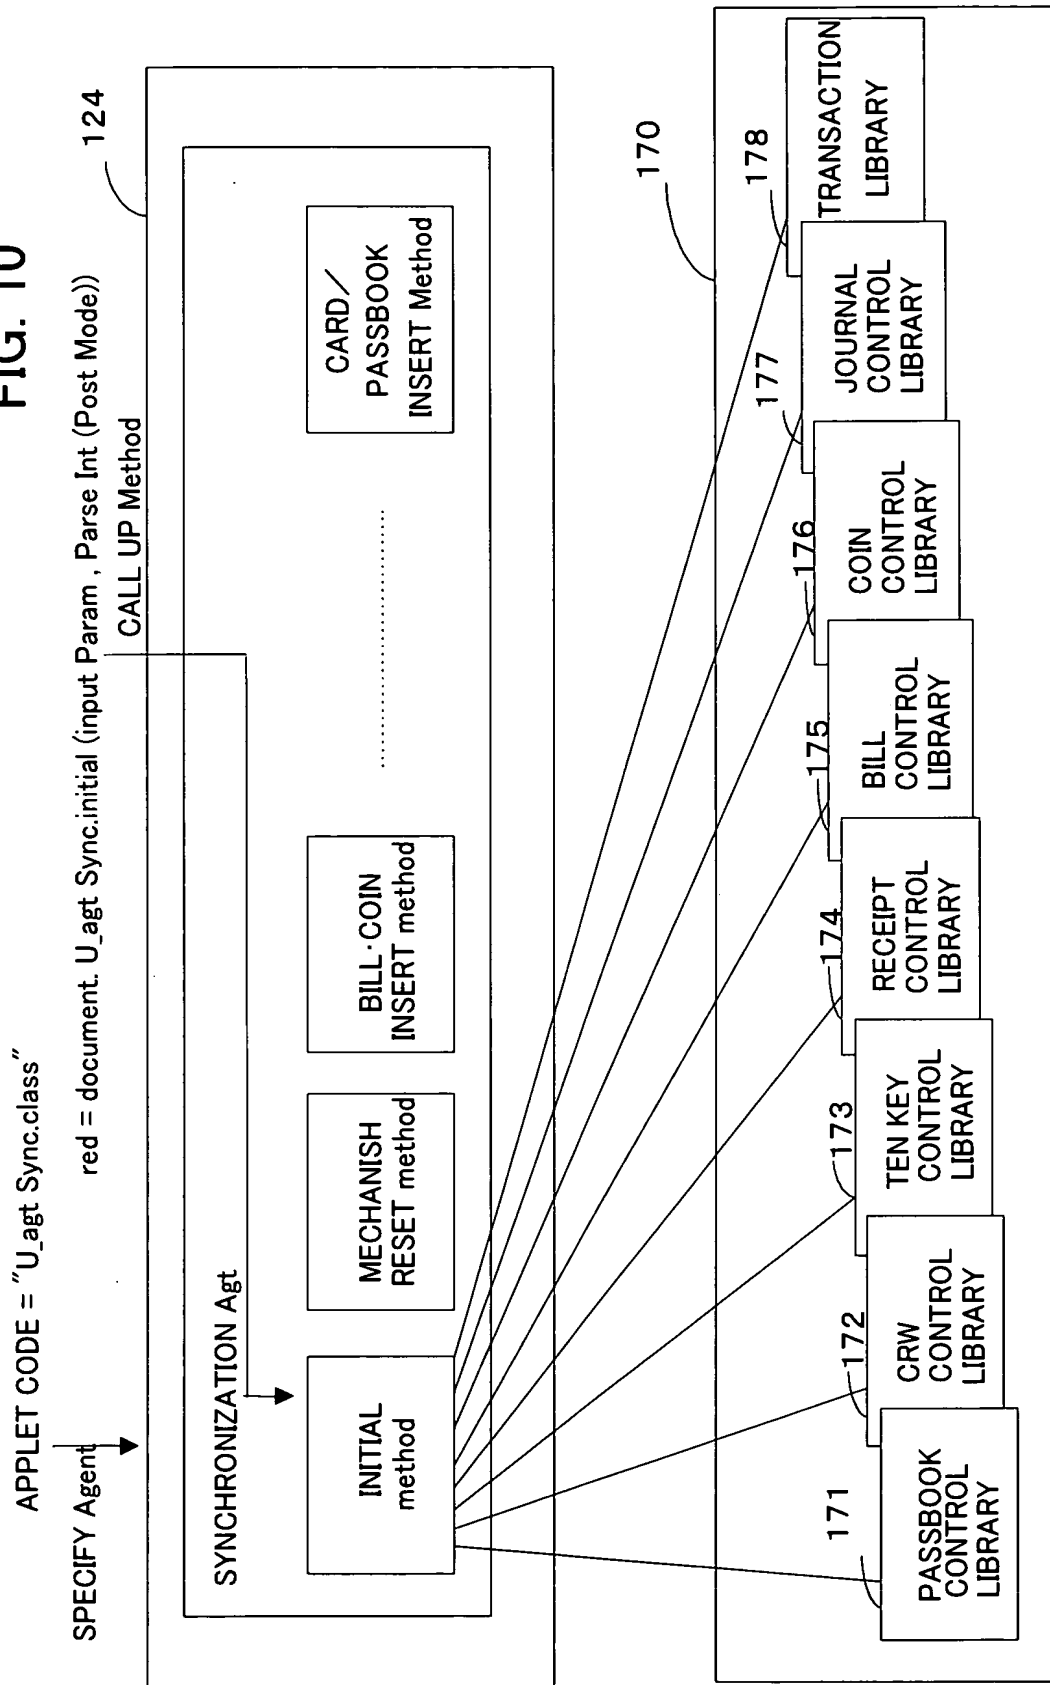 FIG. 10
APPLET CODE = "U_agt Sync.class"
SPECIFY Agent
red = document. U_agt Sync.initial (input Param , Parse Int (Post Mode))
CALL UP Method
124
SYNCHRONIZATION Agt
INITIAL
method
MECHANISH
RESET method
BILL·COIN
INSERT method
CARD/
PASSBOOK
INSERT Method
170
171
PASSBOOK
CONTROL
LIBRARY
172
CRW
CONTROL
LIBRARY
173
TEN KEY
CONTROL
LIBRARY
174
RECEIPT
CONTROL
LIBRARY
175
BILL
CONTROL
LIBRARY
176
COIN
CONTROL
LIBRARY
177
JOURNAL
CONTROL
LIBRARY
178
TRANSACTION
LIBRARY